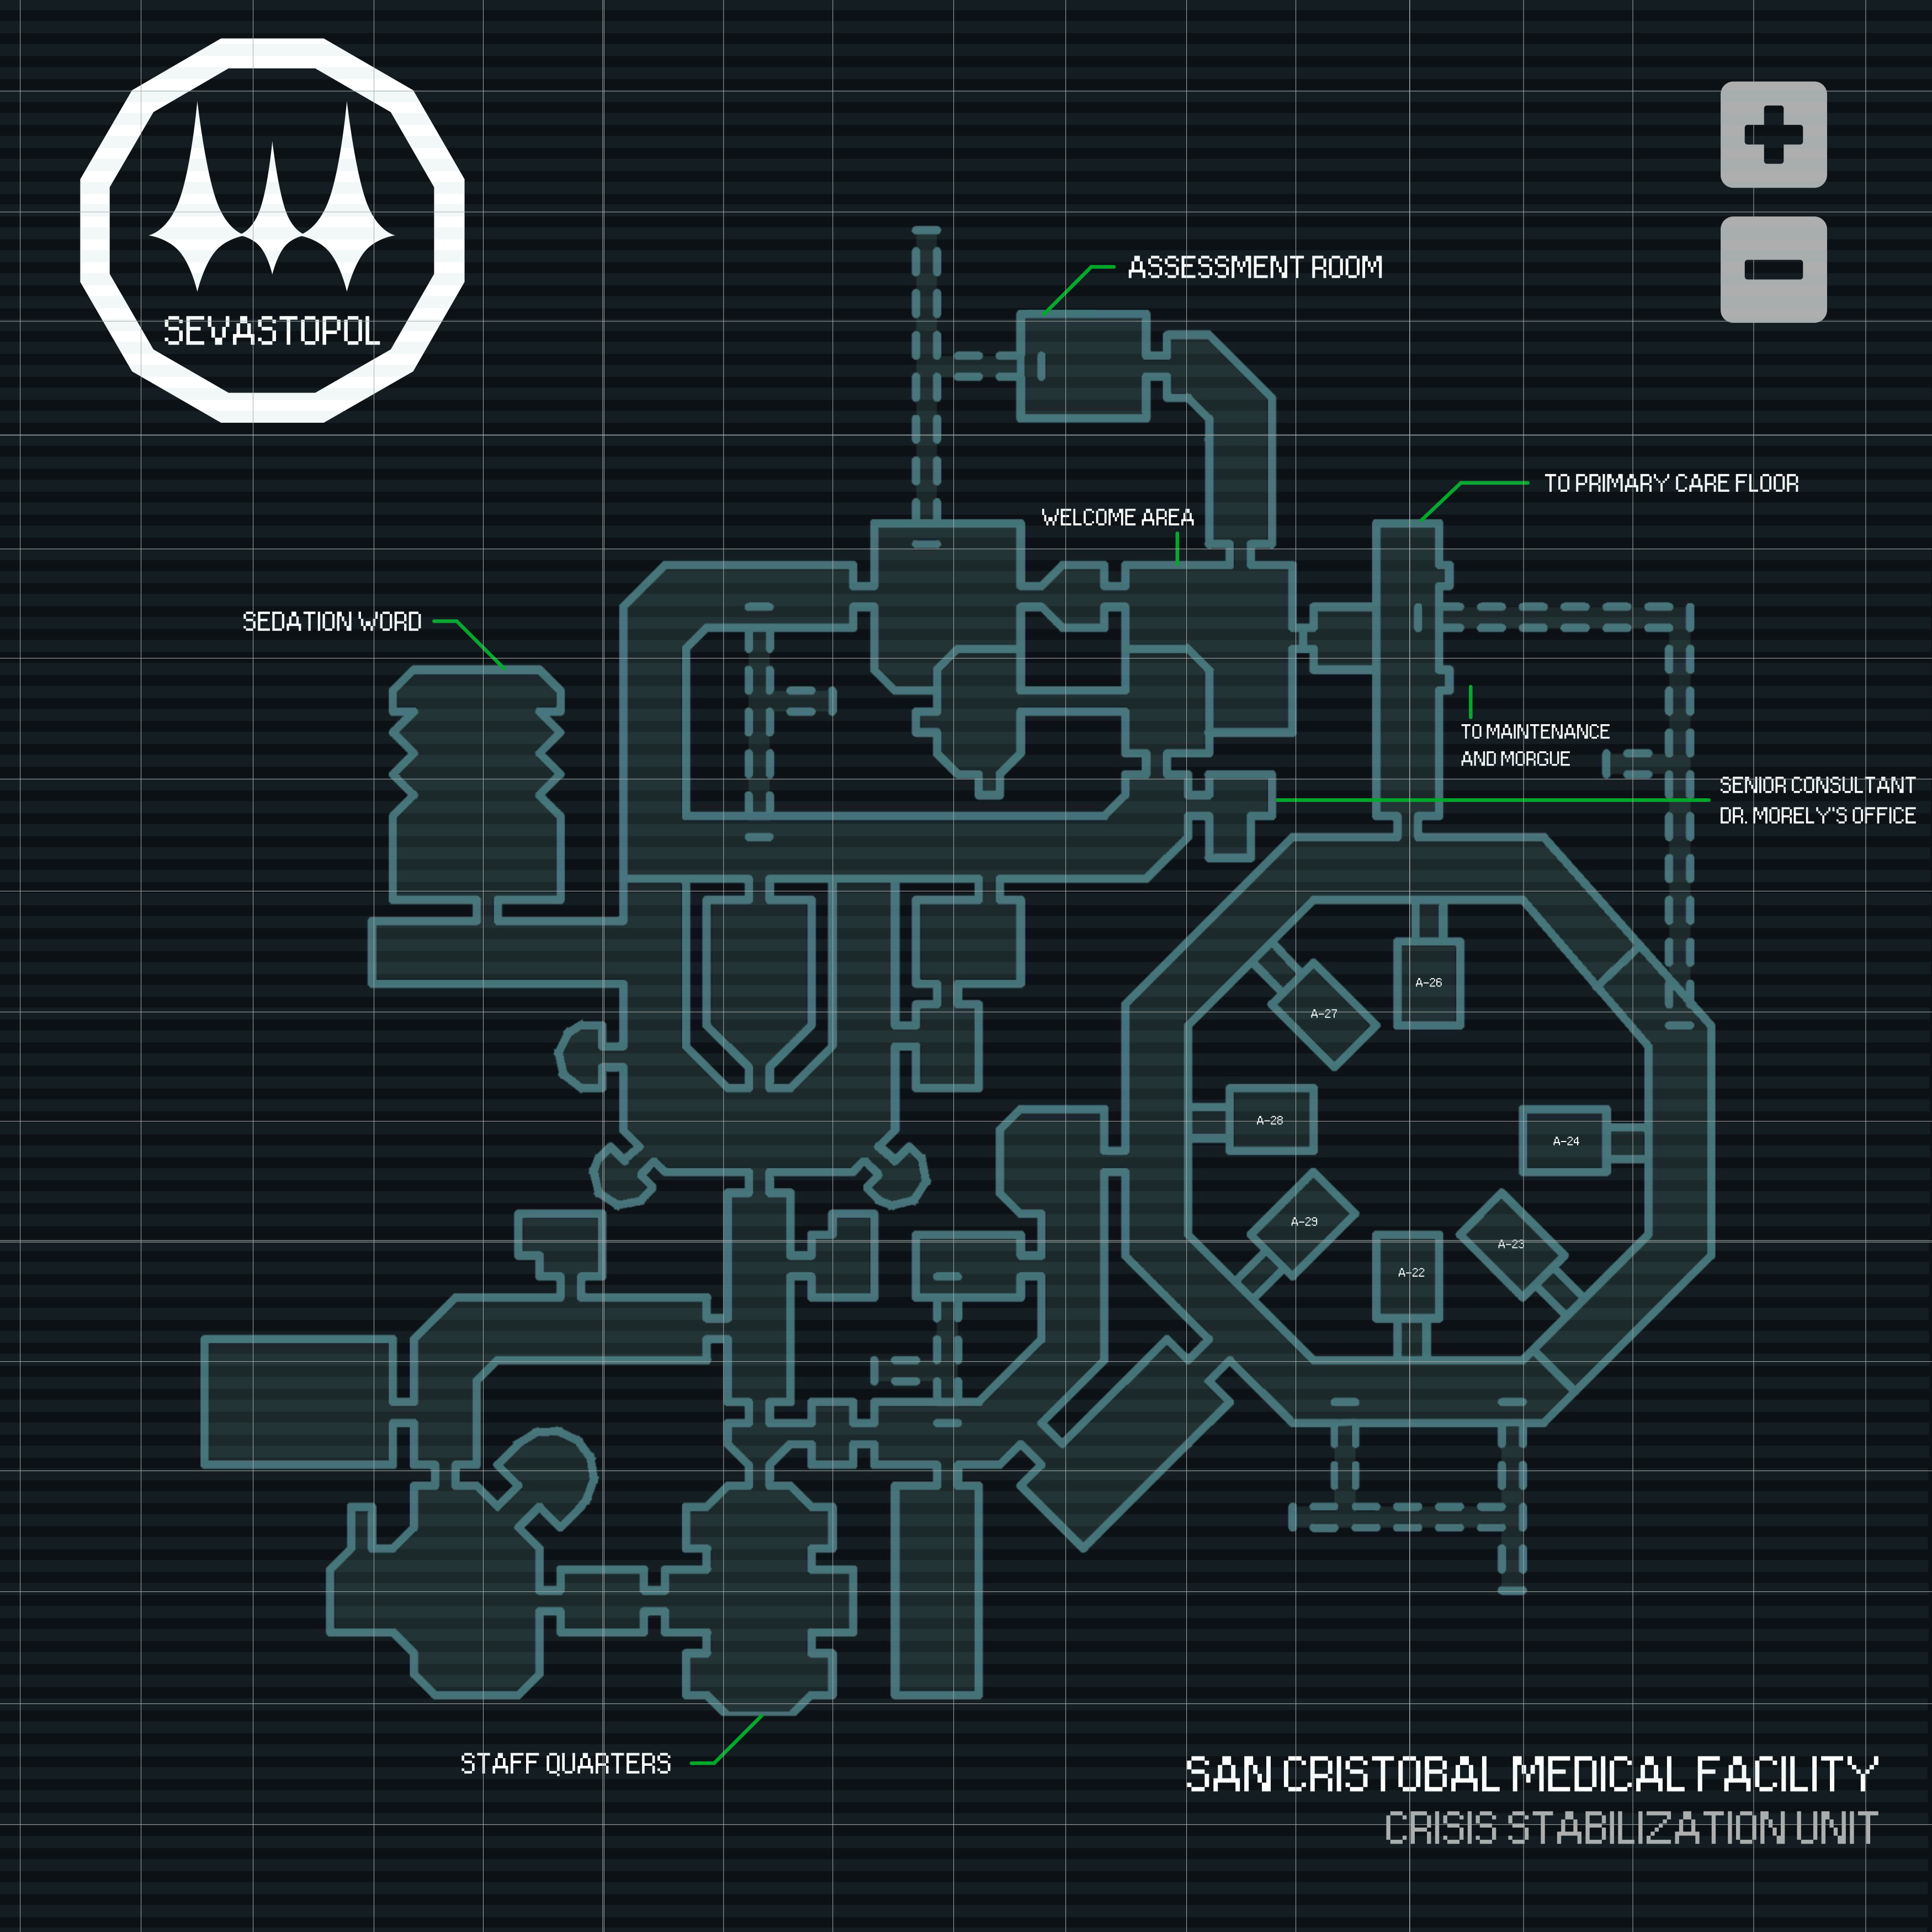 SEVASTOPOL
ASSESSMENT ROOM
TO PRIMARY CARE FLOOR
WELCOME AREA
SEDATION WORD
TO MAINTENANCE
AND MORGUE
SENIOR CONSULTANT
DR. MORELY'S OFFICE
A-26
A-27
A-28
A-24
A-29
A-23
A-22
STAFF QUARTERS
SAN CRISTOBAL MEDICAL FACILITY
CRISIS STABILIZATION UNIT